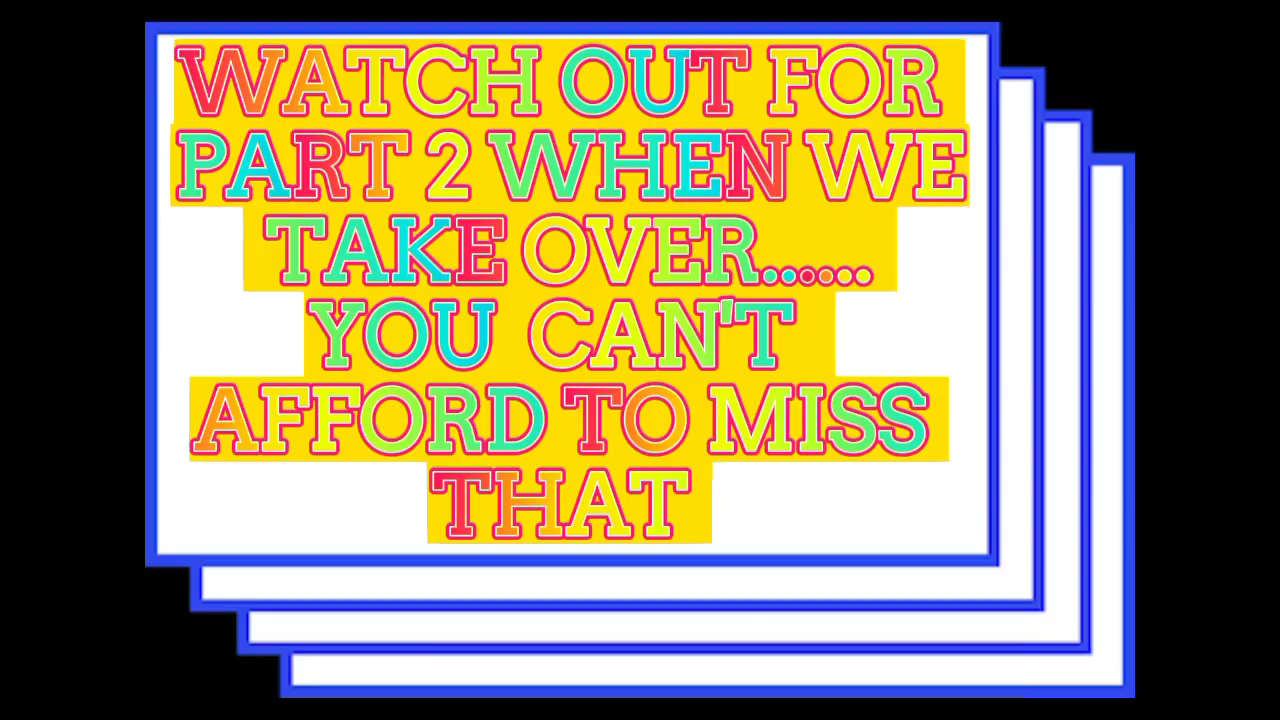 WATCH OUT FOR
PART 2 WHEN WE
TAKE OVER......
YOU CAN'T
AFFORD TO MISS
THAT